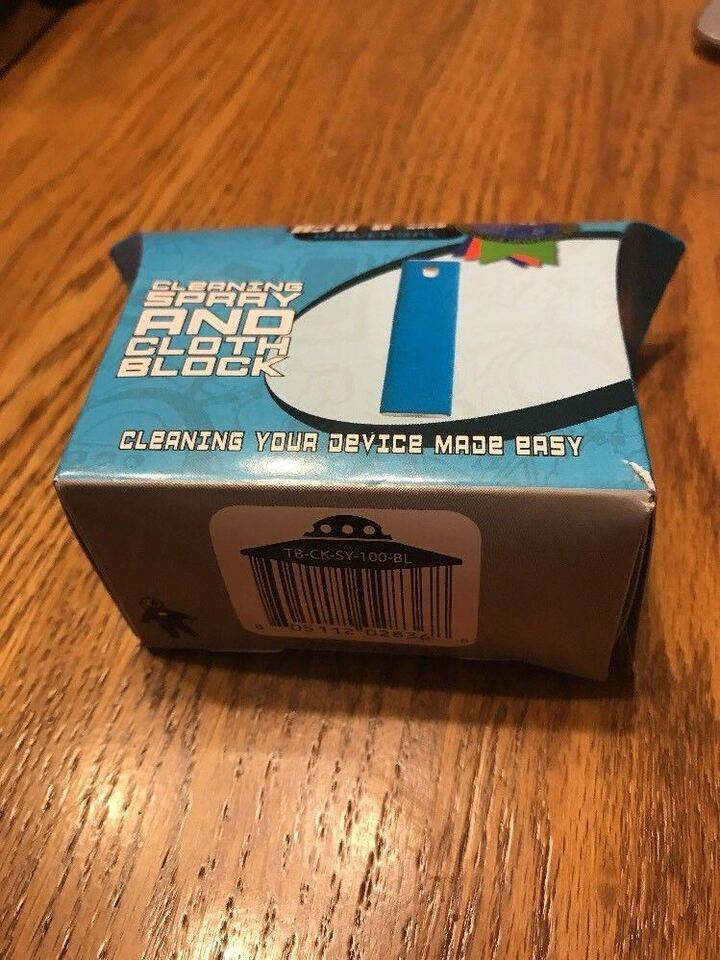 CLEANING
SPRAY
AND
CLOTH
BLOCK
CLEANING YOUR DEVICE MADE EASY
TB-CK-SY-100-BL
8 05112 02836 8